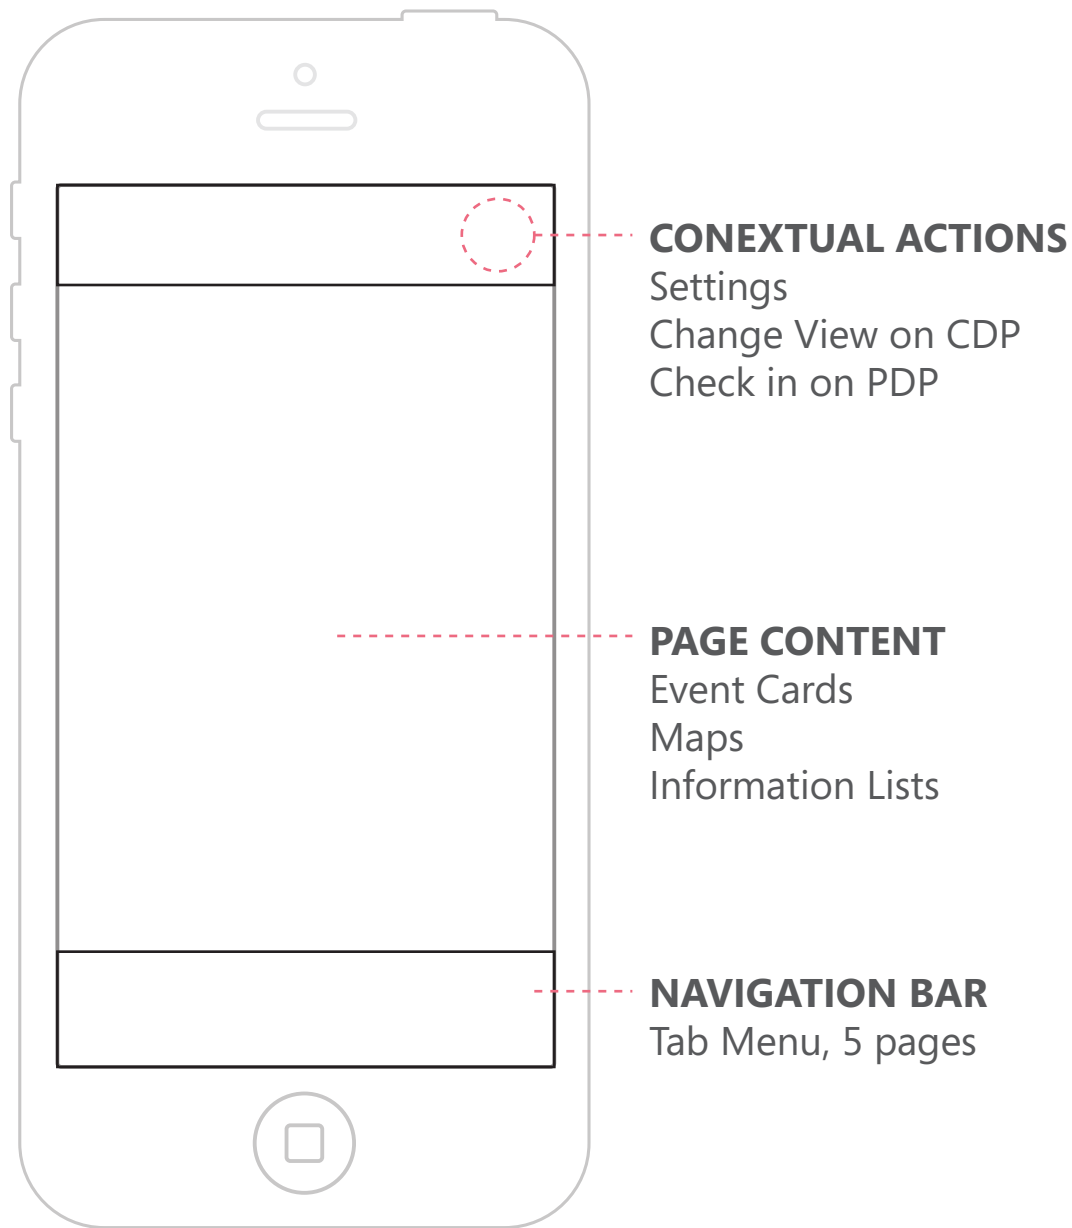 CONEXTUAL ACTIONS
Settings
Change View on CDP
Check in on PDP
PAGE CONTENT
Event Cards
Maps
Information Lists
NAVIGATION BAR
Tab Menu, 5 pages